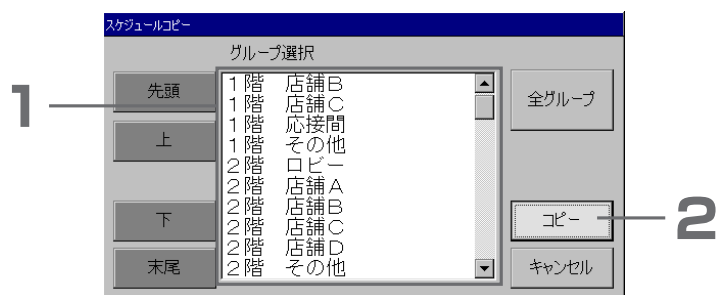 スケジュールコピー
グループ選択
1
先頭
上
下
末尾
1階 店舗B
1階 店舗C
1階 応接間
1階 その他
2階 ロビー
2階 店舗A
2階 店舗B
2階 店舗C
2階 店舗D
2階 その他
全グループ
コピー
キャンセル
2